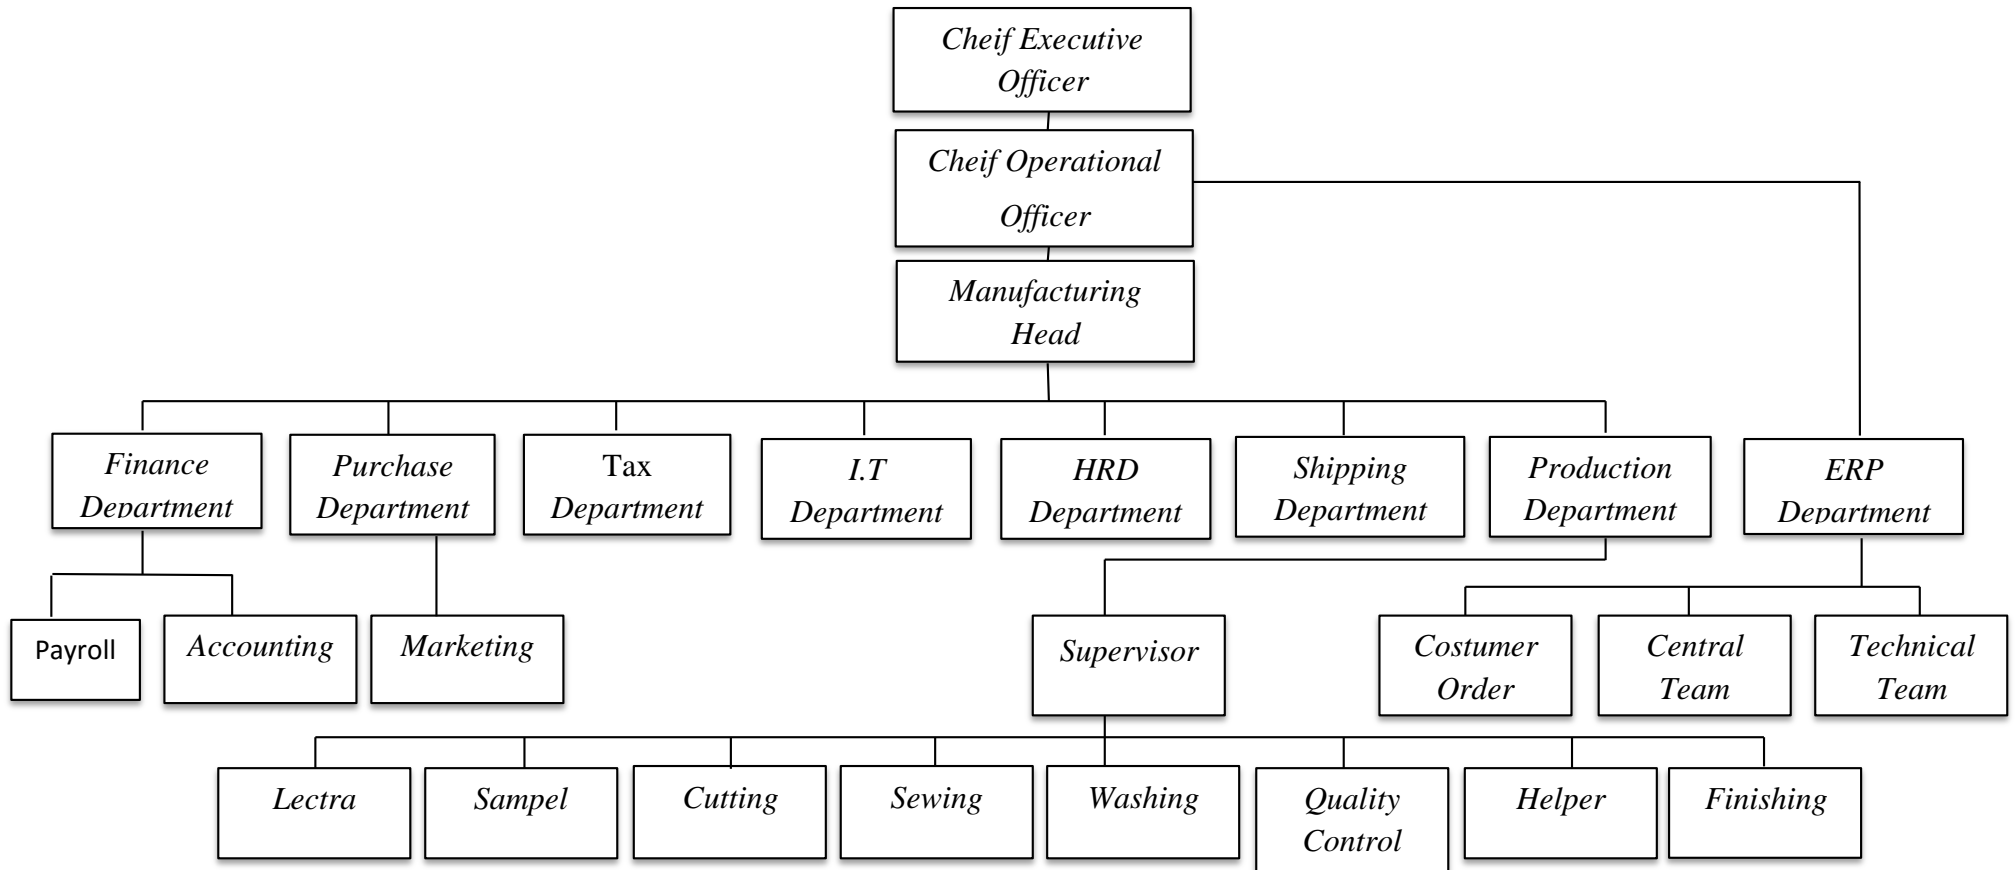 Cheif Executive
Officer
Cheif Operational
Officer
Manufacturing
Head
Finance
Department
Purchase
Department
Tax
Department
I.T
Department
HRD
Department
Shipping
Department
Production
Department
ERP
Department
Payroll
Accounting
Marketing
Supervisor
Costumer
Order
Central
Team
Technical
Team
Lectra
Sampel
Cutting
Sewing
Washing
Quality
Control
Helper
Finishing